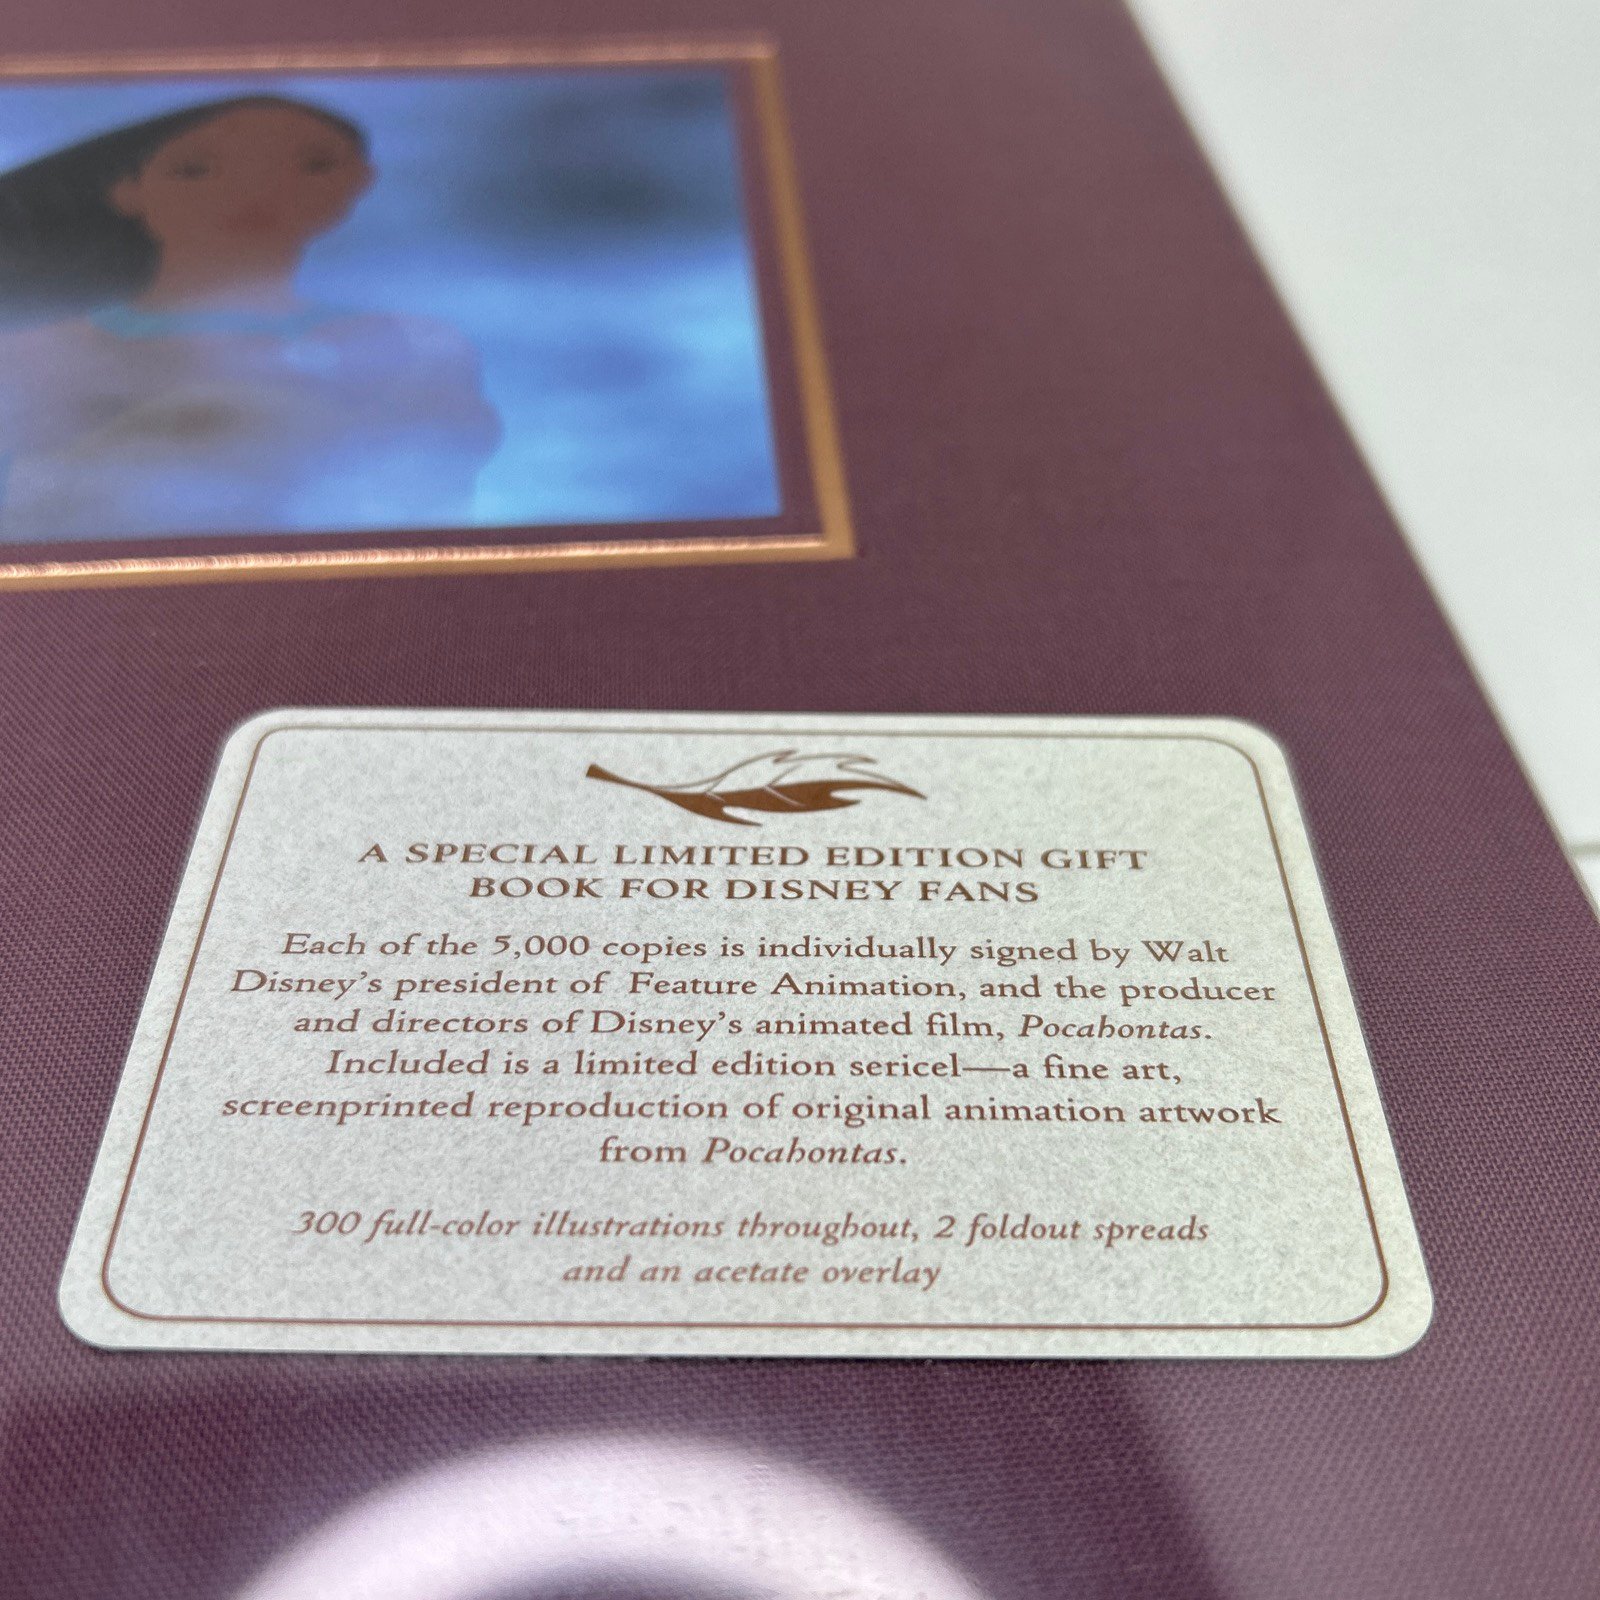 A SPECIAL LIMITED EDITION GIFT
BOOK FOR DISNEY FANS
Each of the 5,000 copies is individually signed by Walt
Disney's president of Feature Animation, and the producer
and directors of Disney's animated film, Pocahontas.
Included is a limited edition sericel—a fine art,
screenprinted reproduction of original animation artwork
from Pocahontas.
300 full-color illustrations throughout, 2 foldout spreads
and an acetate overlay